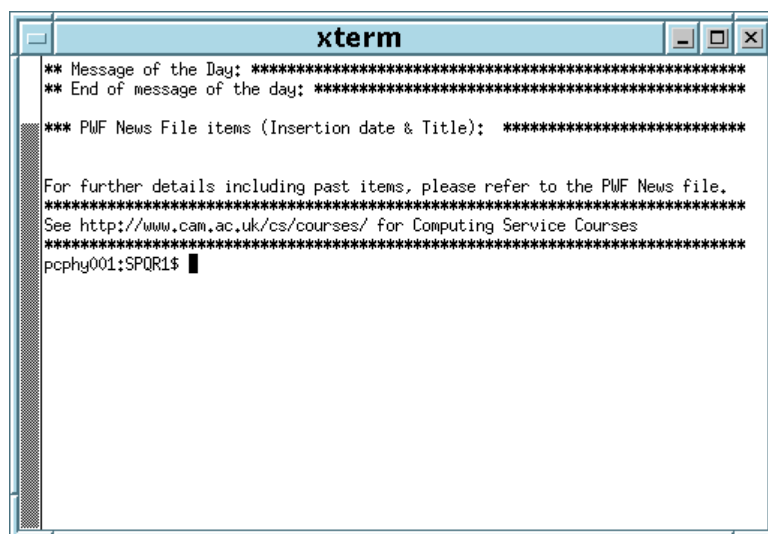 xterm
** Message of the Day: *******************************************************
** End of message of the day: ************************************************
*** PWF News File items (Insertion date & Title):  ***************************
For further details including past items, please refer to the PWF News file.
******************************************************************************
See http://www.cam.ac.uk/cs/courses/ for Computing Service Courses
******************************************************************************
pcphy001:SPQR1$